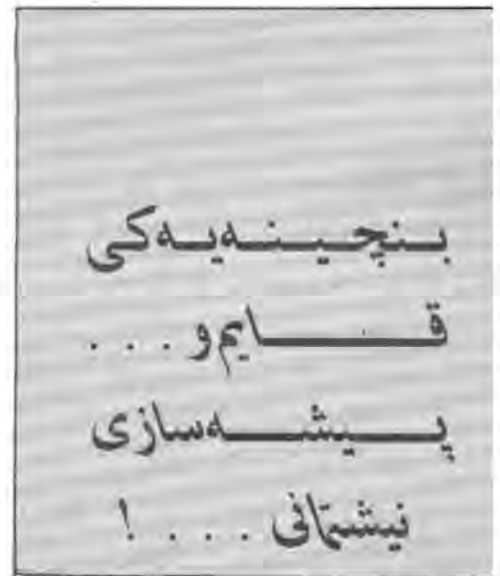 بنچینەیەکی
قایم و . . .
پیشەسازی
نیشتمانی . . . . !